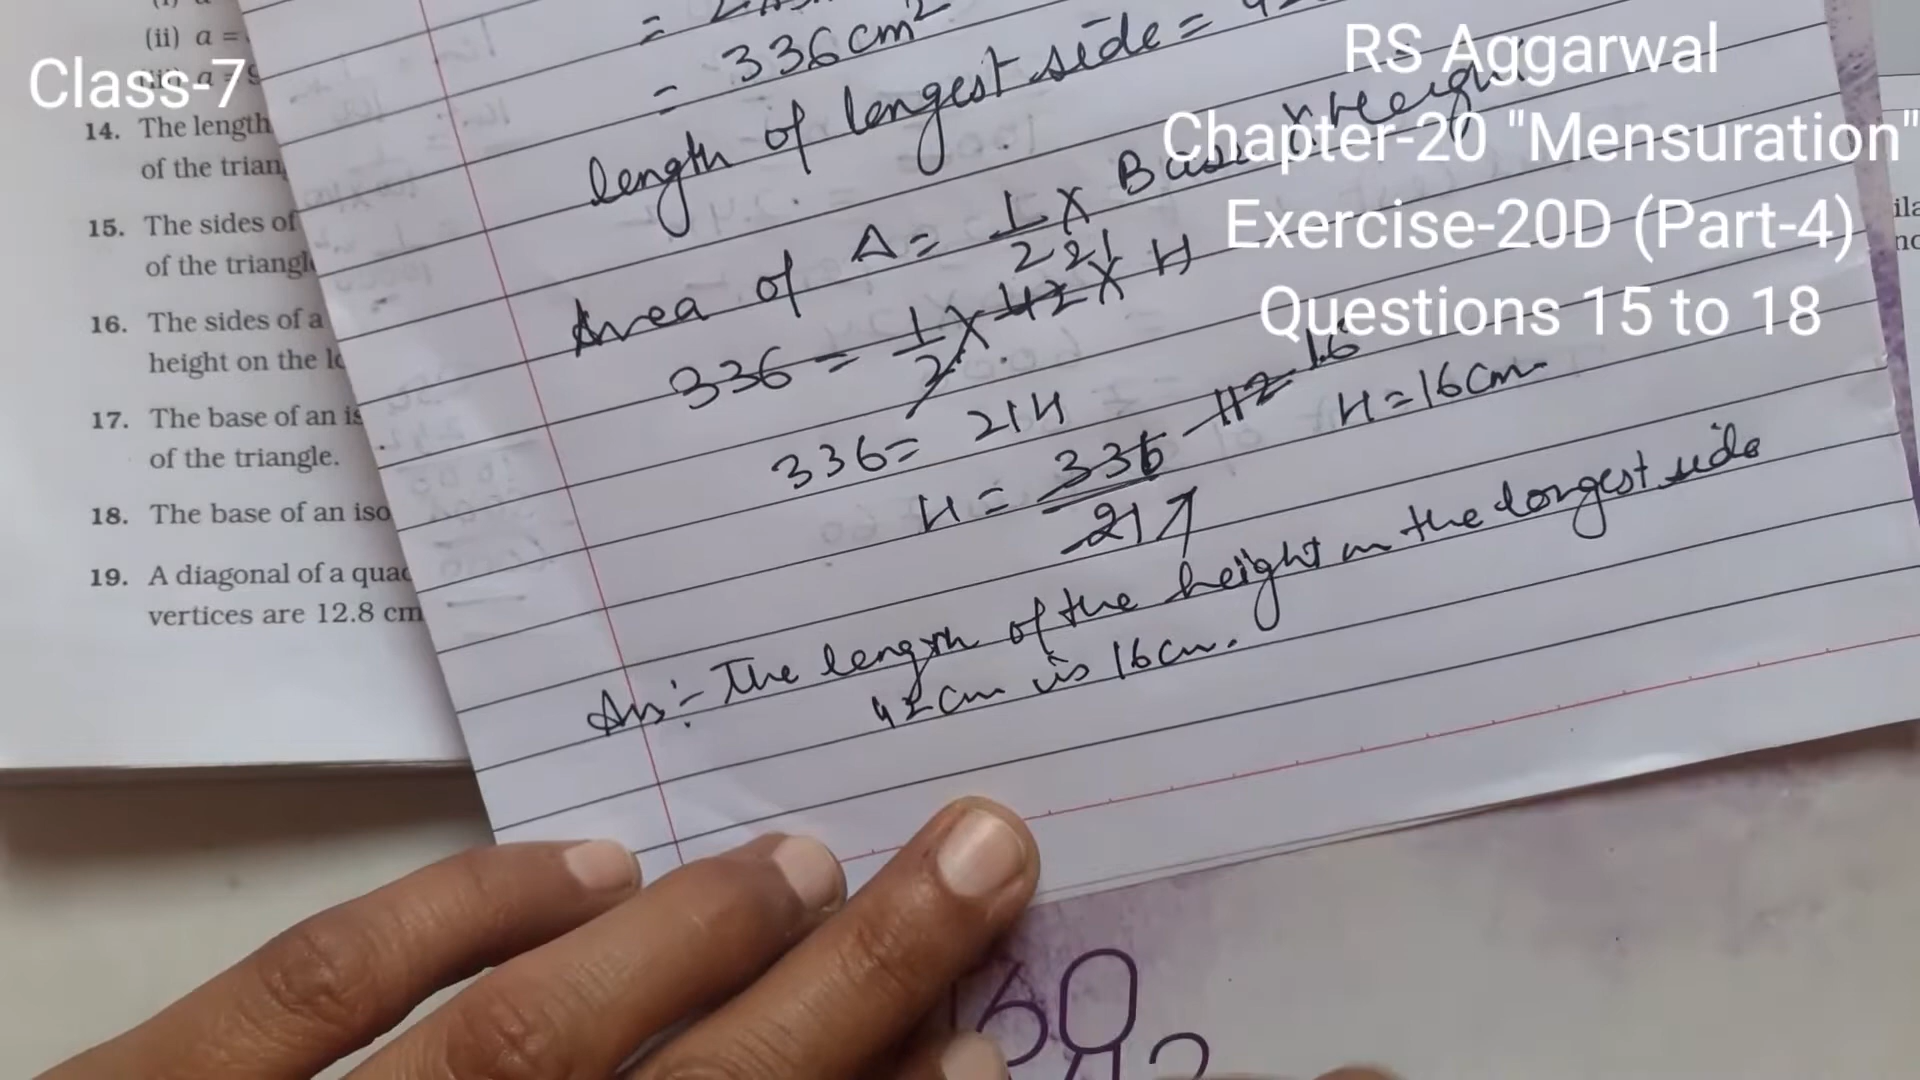 Class-7
RS Aggarwal
Chapter-20 "Mensuration"
Exercise-20D (Part-4)
Questions 15 to 18
(ii) a =
14. The length
of the trian
15. The sides of
of the triangl
16. The sides of a
height on the
17. The base of an is
of the triangle.
18. The base of an iso
19. A diagonal of a quad
vertices are 12.8 cm
= 336 cm²
length of longest side =
Area of Δ = 1/2 × Base × Height
336 = 1/2 × 42 21 × H
336 = 21H
H = 336/21 112 16 H = 16cm
Ans:- The length of the height on the longest side
42 cm is 16cm.